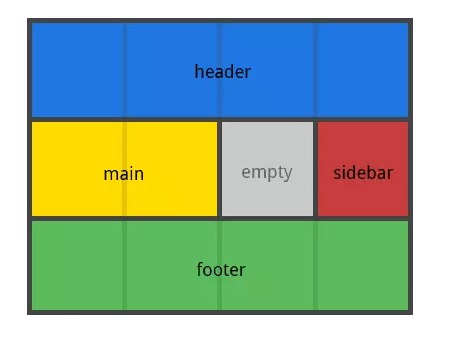 header
main
empty
sidebar
footer